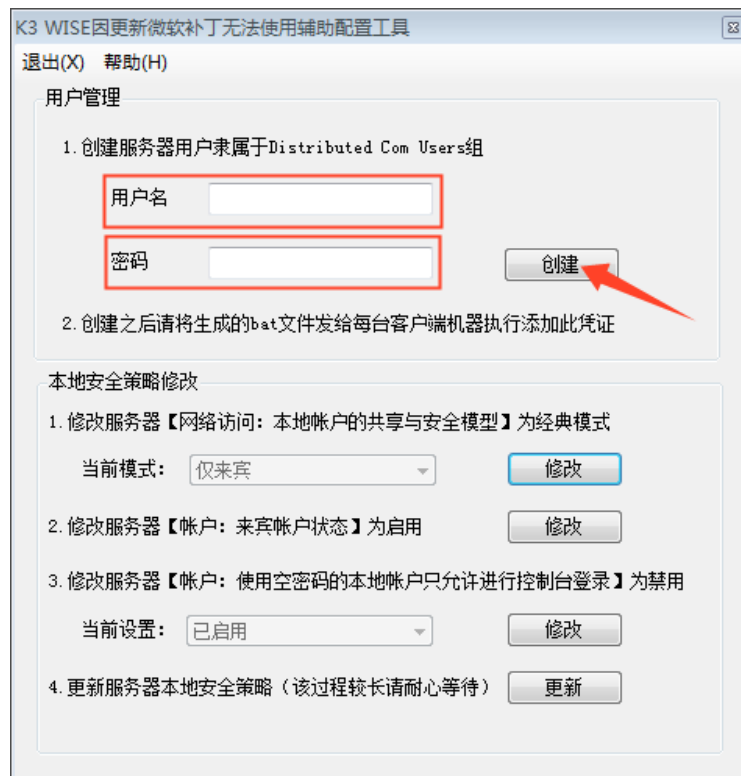 K3 WISE因更新微软补丁无法使用辅助配置工具
退出(X) 帮助(H)
用户管理
1.创建服务器用户隶属于Distributed Com Users组
用户名
密码
创建
2.创建之后请将生成的bat文件发给每台客户端机器执行添加此凭证
本地安全策略修改
1.修改服务器【网络访问：本地帐户的共享与安全模型】为经典模式
当前模式： 仅来宾 修改
2.修改服务器【帐户：来宾帐户状态】为启用 修改
3.修改服务器【帐户：使用空密码的本地帐户只允许进行控制台登录】为禁用
当前设置： 已启用 修改
4.更新服务器本地安全策略（该过程较长请耐心等待） 更新